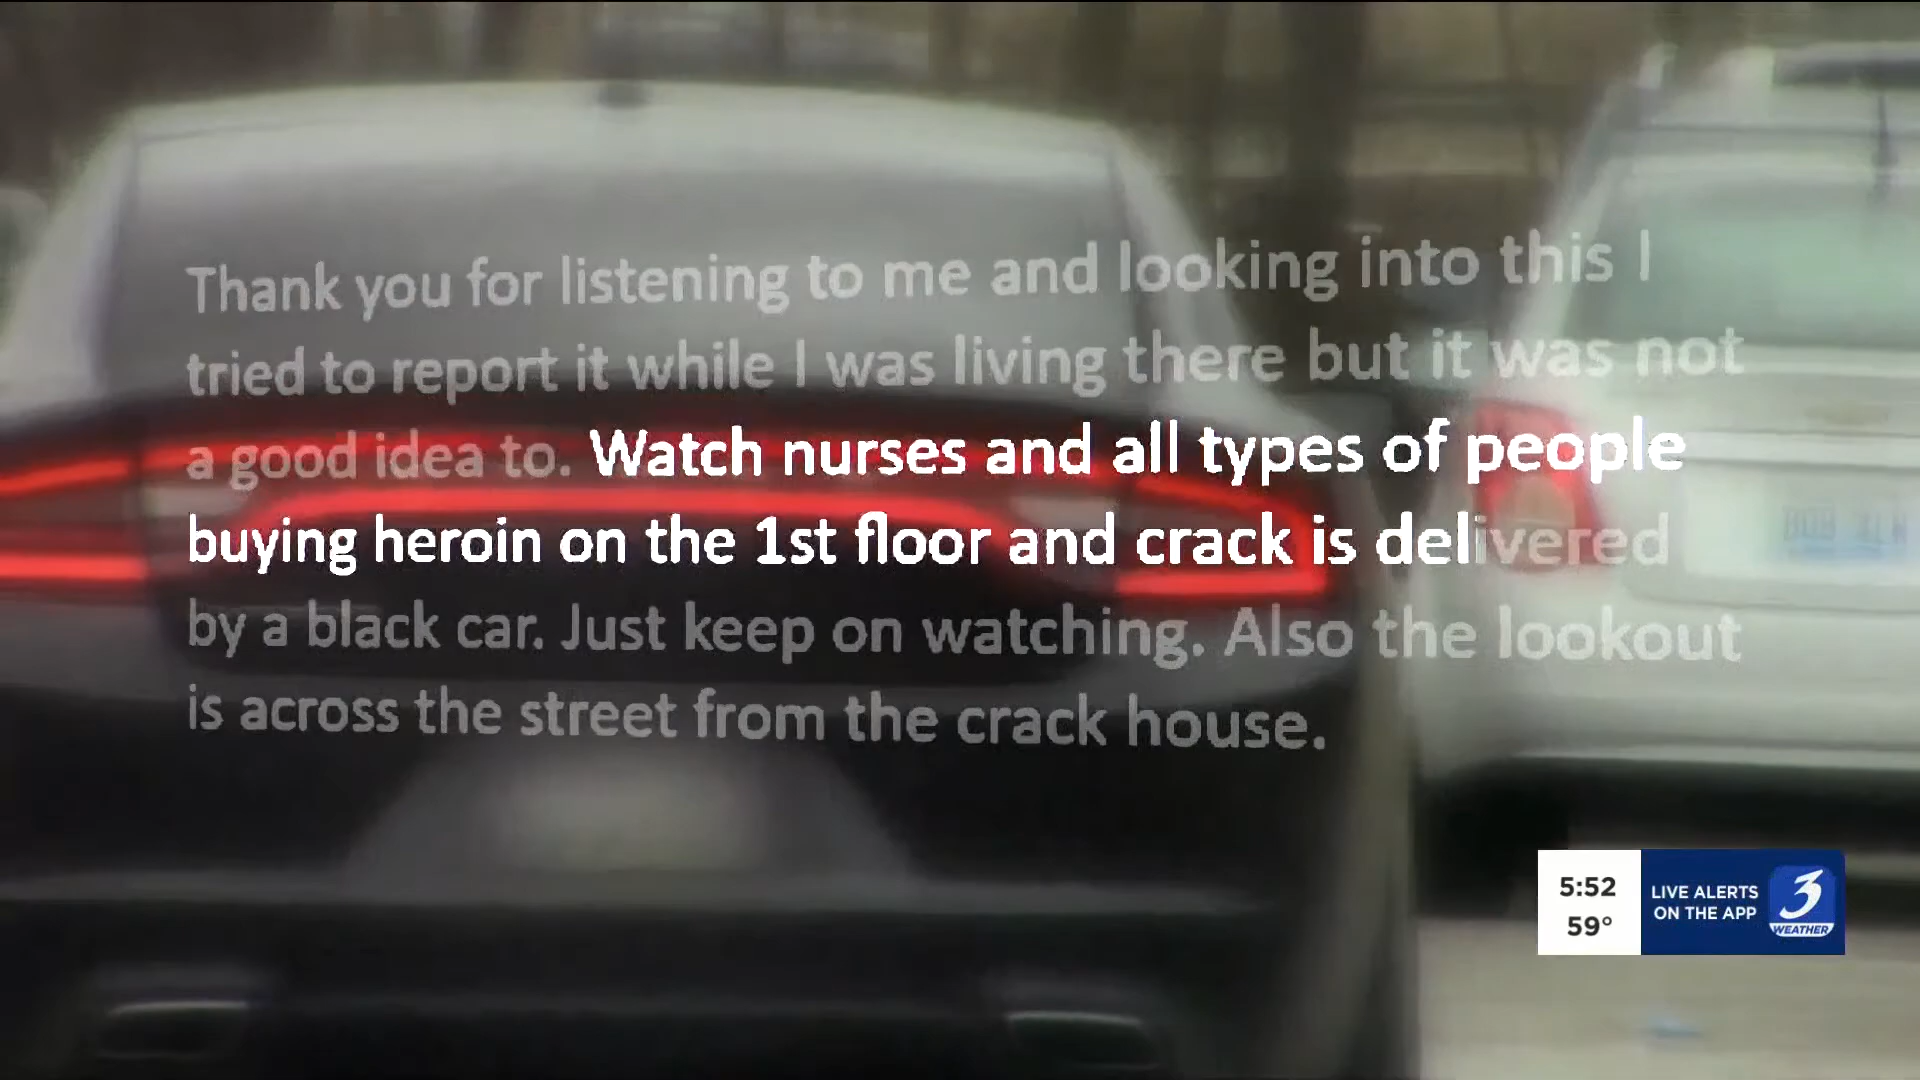 Thank you for listening to me and looking into this I
tried to report it while I was living there but it was not
a good idea to. Watch nurses and all types of people
buying heroin on the 1st floor and crack is delivered
by a black car. Just keep on watching. Also the lookout
is across the street from the crack house.
5:52
59°
LIVE ALERTS
ON THE APP
3
WEATHER